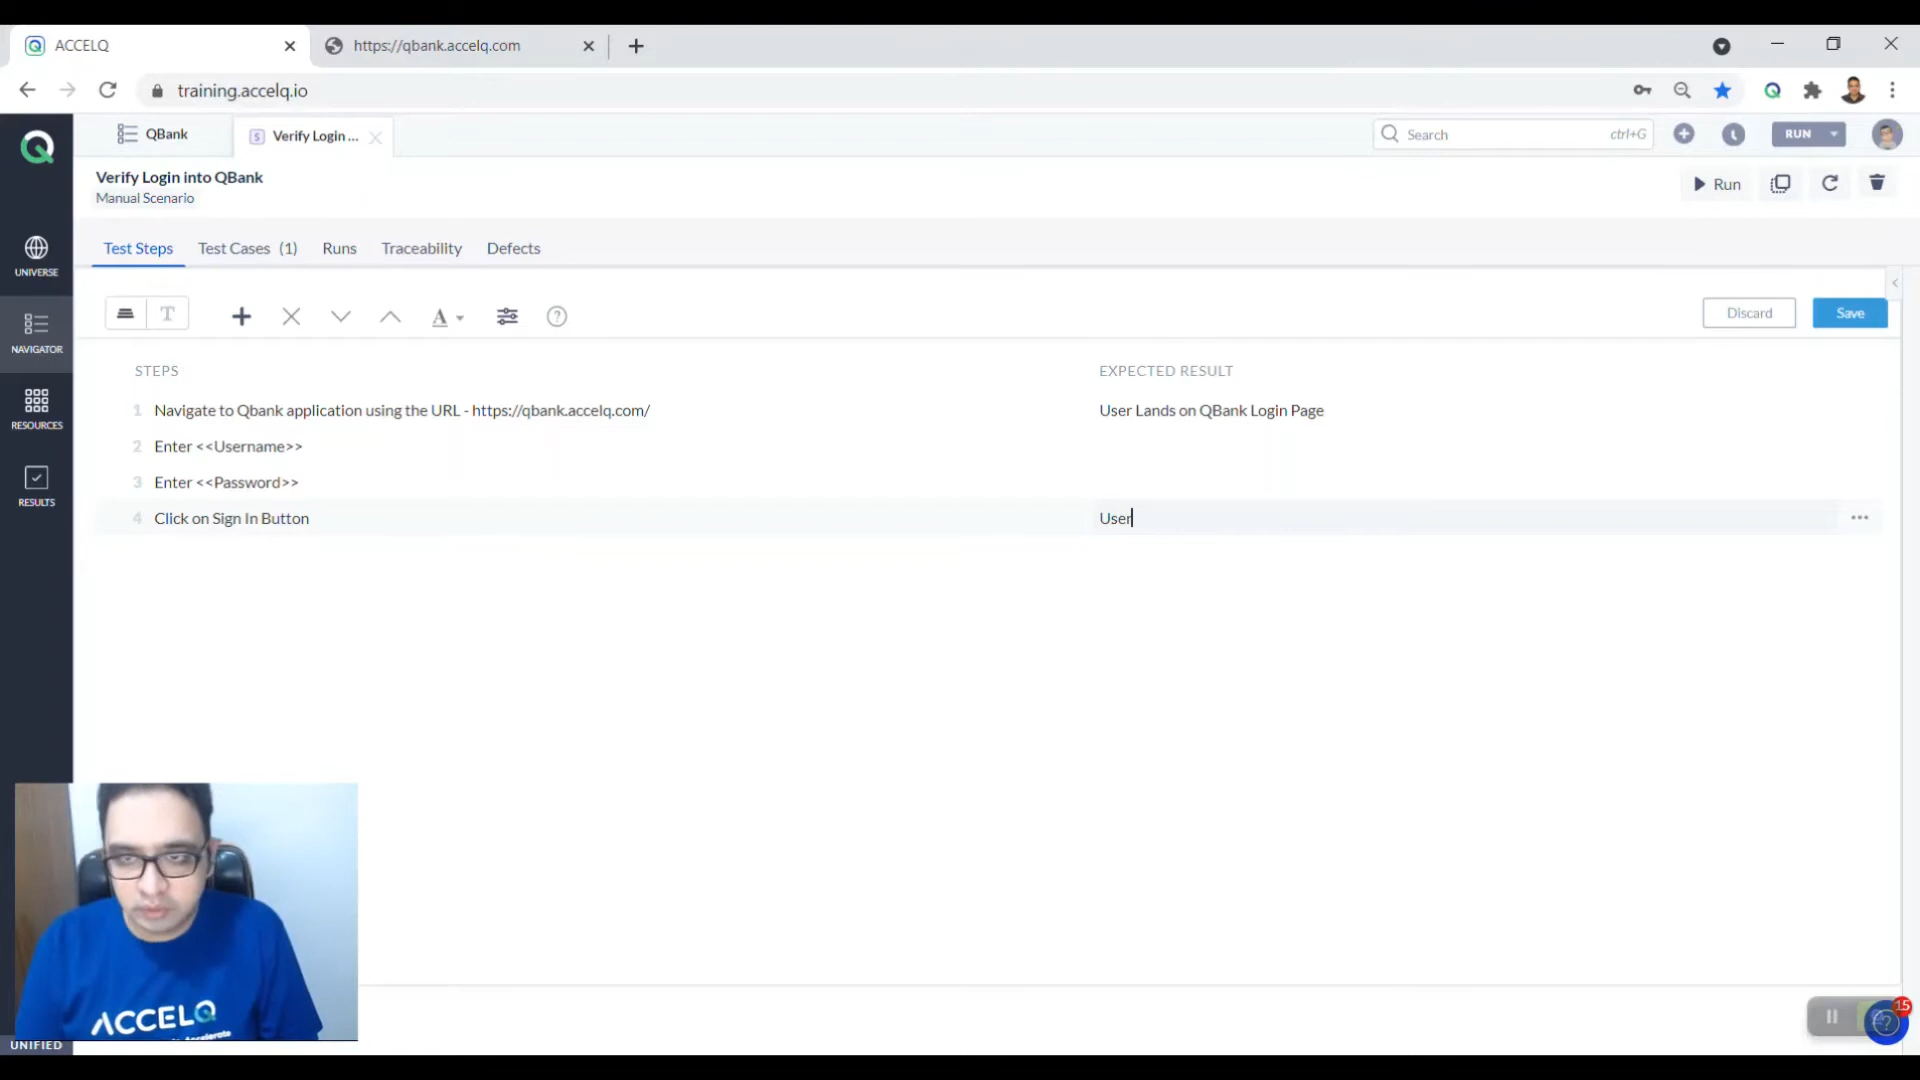 ACCELQ
https://qbank.accelq.com
training.accelq.io
QBank
Verify Login ...
Search
ctrl+G
RUN
Verify Login into QBank
Manual Scenario
Run
Test Steps
Test Cases (1)
Runs
Traceability
Defects
UNIVERSE
NAVIGATOR
RESOURCES
RESULTS
Discard
Save
STEPS
EXPECTED RESULT
1 Navigate to Qbank application using the URL - https://qbank.accelq.com/
User Lands on QBank Login Page
2 Enter <<Username>>
3 Enter <<Password>>
4 Click on Sign In Button
User
ACCELQ
15
UNIFIED